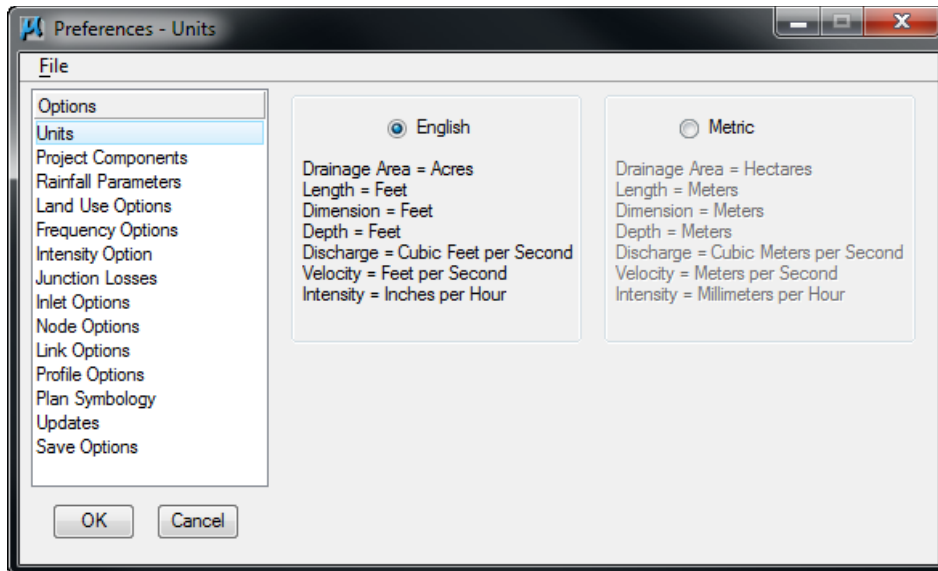 Preferences - Units
File
Options
Units
Project Components
Rainfall Parameters
Land Use Options
Frequency Options
Intensity Option
Junction Losses
Inlet Options
Node Options
Link Options
Profile Options
Plan Symbology
Updates
Save Options
OK Cancel
English
Drainage Area = Acres
Length = Feet
Dimension = Feet
Depth = Feet
Discharge = Cubic Feet per Second
Velocity = Feet per Second
Intensity = Inches per Hour
Metric
Drainage Area = Hectares
Length = Meters
Dimension = Meters
Depth = Meters
Discharge = Cubic Meters per Second
Velocity = Meters per Second
Intensity = Millimeters per Hour